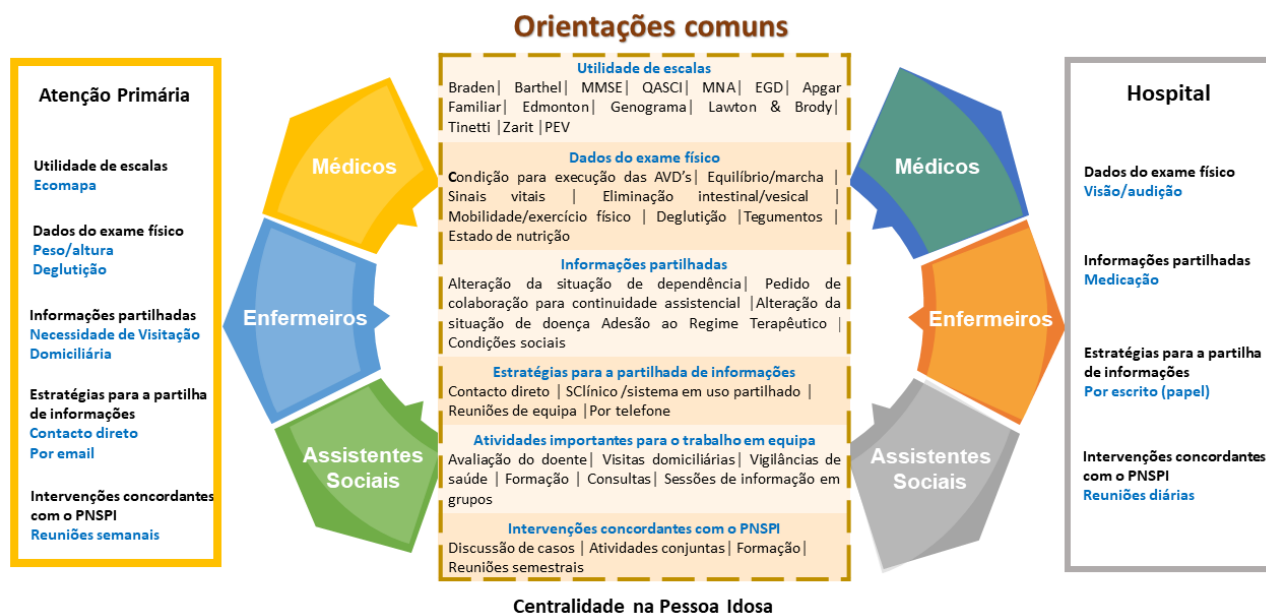 Orientações comuns
Atenção Primária
Utilidade de escalas
Ecomapa
Dados do exame físico
Peso/altura
Deglutição
Informações partilhadas
Necessidade de Visitação
Domiciliária
Estratégias para a partilha
de informações
Contacto direto
Por email
Intervenções concordantes
com o PNSPI
Reuniões semanais
Médicos
Enfermeiros
Assistentes
Sociais
Utilidade de escalas
Braden| Barthel| MMSE| QASCI| MNA| EGD| Apgar
Familiar| Edmonton| Genograma| Lawton & Brody|
Tinetti |Zarit |PEV
Dados do exame físico
Condição para execução das AVD's| Equilíbrio/marcha |
Sinais vitais | Eliminação intestinal/vesical |
Mobilidade/exercício físico | Deglutição |Tegumentos |
Estado de nutrição
Informações partilhadas
Alteração da situação de dependência| Pedido de
colaboração para continuidade assistencial |Alteração da
situação de doença Adesão ao Regime Terapêutico |
Condições sociais
Estratégias para a partilhada de informações
Contacto direto | SClínico /sistema em uso partilhado |
Reuniões de equipa |Por telefone
Atividades importantes para o trabalho em equipa
Avaliação do doente| Visitas domiciliárias| Vigilâncias de
saúde | Formação | Consultas| Sessões de informação em
grupos
Intervenções concordantes com o PNSPI
Discussão de casos | Atividades conjuntas | Formação|
Reuniões semestrais
Médicos
Enfermeiros
Assistentes
Sociais
Hospital
Dados do exame físico
Visão/audição
Informações partilhadas
Medicação
Estratégias para a partilha
de informações
Por escrito (papel)
Intervenções concordantes
com o PNSPI
Reuniões diárias
Centralidade na Pessoa Idosa